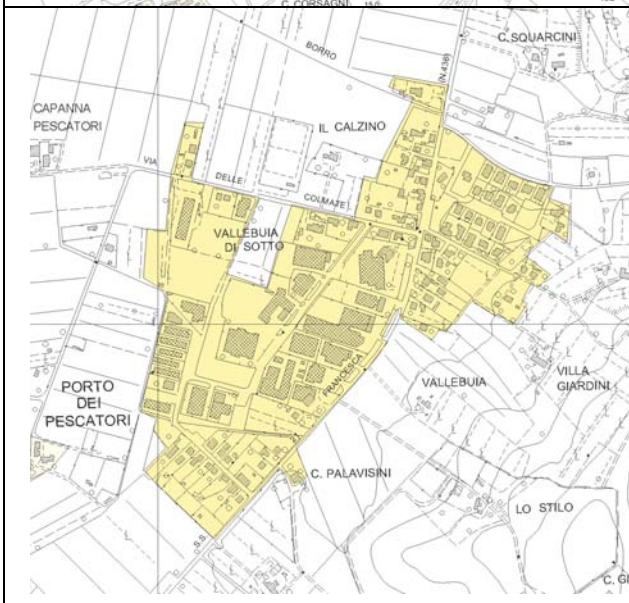 C. CORSAGNI
C. SQUARCINI
BORRO
(N.436)
CAPANNA
PESCATORI
IL CALZINO
VIA
DELLE
COLMATE
VALLEBUIA
DI SOTTO
FRANCESCA
PORTO
DEI
PESCATORI
VALLEBUIA
VILLA
GIARDINI
C. PALAVISINI
LO STILO
S.S.